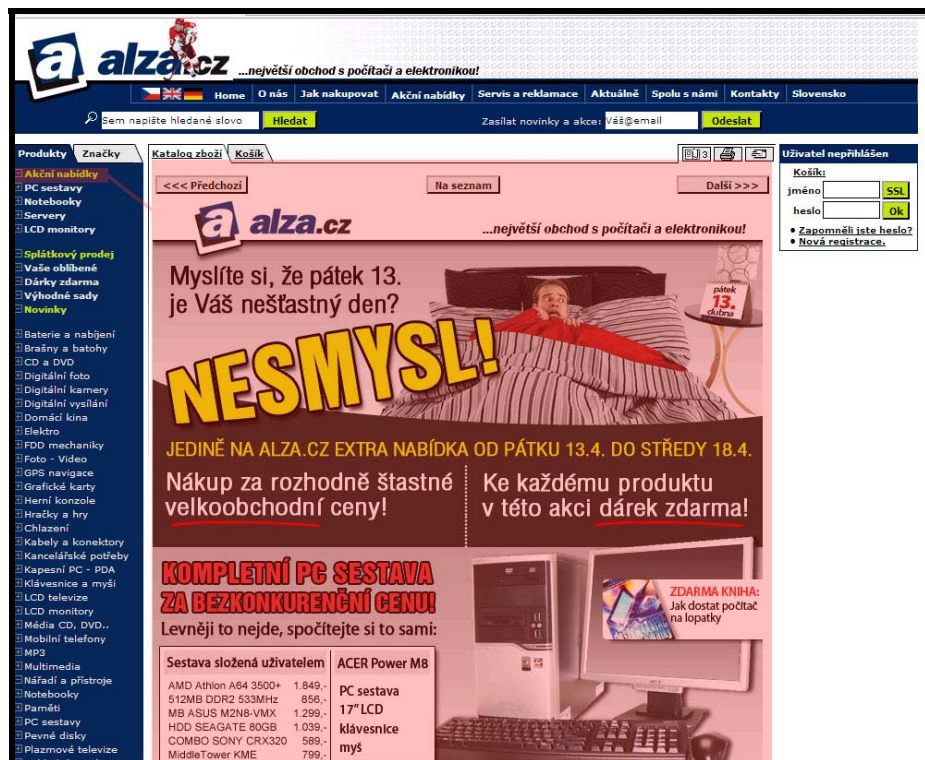 alza.cz ...největší obchod s počítači a elektronikou!
Home O nás Jak nakupovat Akční nabídky Servis a reklamace Aktuálně Spolu s námi Kontakty Slovensko
Sem napište hledané slovo Hledat Zasílat novinky a akce: Váš@email Odeslat
Produkty Značky
Akční nabídky
PC sestavy
Notebooky
Servery
LCD monitory
Splátkový prodej
Vaše oblíbené
Dárky zdarma
Výhodné sady
Novinky
Baterie a nabíjení
Brašny a batohy
CD a DVD
Digitální foto
Digitální kamery
Digitální vysílání
Domácí kina
Elektro
FDD mechaniky
Foto - Video
GPS navigace
Grafické karty
Herní konzole
Hračky a hry
Chlazení
Kabely a konektory
Kancelářské potřeby
Kapesní PC - PDA
Klávesnice a myši
LCD televize
LCD monitory
Média CD, DVD..
Mobilní telefony
MP3
Multimedia
Nářadí a přístroje
Notebooky
Paměti
PC sestavy
Pevné disky
Plazmové televize
Katalog zboží Košík
3
<<< Předchozí Na seznam Další >>>
alza.cz ...největší obchod s počítači a elektronikou!
Myslíte si, že pátek 13.
je Váš nešťastný den?
pátek
13.
dubna
NESMYSL!
JEDINĚ NA ALZA.CZ EXTRA NABÍDKA OD PÁTKU 13.4. DO STŘEDY 18.4.
Nákup za rozhodně štastné
velkoobchodní ceny!
Ke každému produktu
v této akci dárek zdarma!
KOMPLETNÍ PC SESTAVA
ZA BEZKONKURENČNÍ CENU!
Levněji to nejde, spočítejte si to sami:
ZDARMA KNIHA:
Jak dostat počítač
na lopatky
Sestava složená uživatelem
AMD Athlon A64 3500+ 1.849,-
512MB DDR2 533MHz 856,-
MB ASUS M2N8-VMX 1.299,-
HDD SEAGATE 80GB 1.039,-
COMBO SONY CRX320 589,-
MiddleTower KME 799,-
ACER Power M8
PC sestava
17"LCD
klávesnice
myš
Uživatel nepřihlášen
Košík:
jméno SSL
heslo Ok
Zapomněli jste heslo?
Nová registrace.